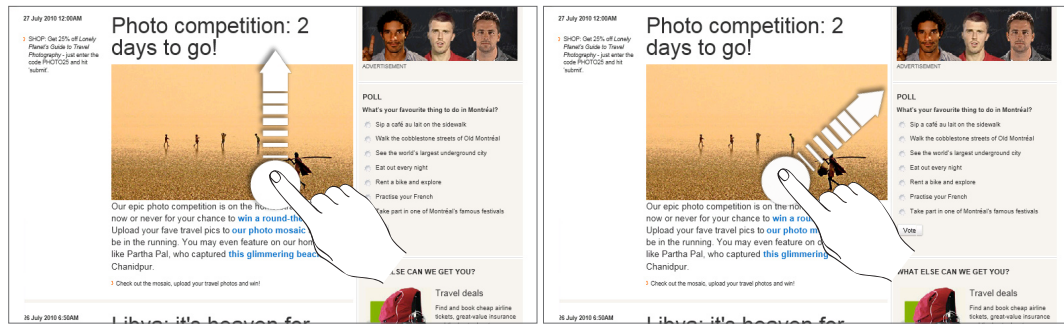 27 July 2010 12:00AM
SHOP: Get 25% off Lonely
Planet's Guide to Travel
Photography - just enter the
code PHOTO25 and hit
'submit'.
Photo competition: 2
days to go!
Our epic photo competition is on the
now or never for your chance to win a round-the
Upload your fave travel pics to our photo mosaic
be in the running. You may even feature on our
like Partha Pal, who captured this glimmering beach
Chanidpur.
Check out the mosaic, upload your travel photos and win!
26 July 2010 6:50AM
Libya: it's heaven for
ADVERTISEMENT
POLL
What's your favourite thing to do in Montréal?
Sip a café au lait on the sidewalk
Walk the cobblestone streets of Old Montréal
See the world's largest underground city
Eat out every night
Rent a bike and explore
Practise your French
Take part in one of Montréal's famous festivals
ELSE CAN WE GET YOU?
Travel deals
Find and book cheap airline
tickets, great-value insurance
27 July 2010 12:00AM
SHOP: Get 25% off Lonely
Planet's Guide to Travel
Photography - just enter the
code PHOTO25 and hit
'submit'.
Photo competition: 2
days to go!
Our epic photo competition is on the
now or never for your chance to win a
Upload your fave travel pics to our photo
be in the running. You may even feature on
like Partha Pal, who captured this glimmering
Chanidpur.
Check out the mosaic, upload your travel photos and win!
26 July 2010 6:50AM
Libya: it's heaven for
ADVERTISEMENT
POLL
What's your favourite thing to do in Montréal?
Sip a café au lait on the sidewalk
Walk the cobblestone streets of Old Montréal
See the world's largest underground city
Eat out every night
Rent a bike and explore
Practise your French
Take part in one of Montréal's famous festivals
Vote
WHAT ELSE CAN WE GET YOU?
Travel deals
Find and book cheap airline
tickets, great-value insurance